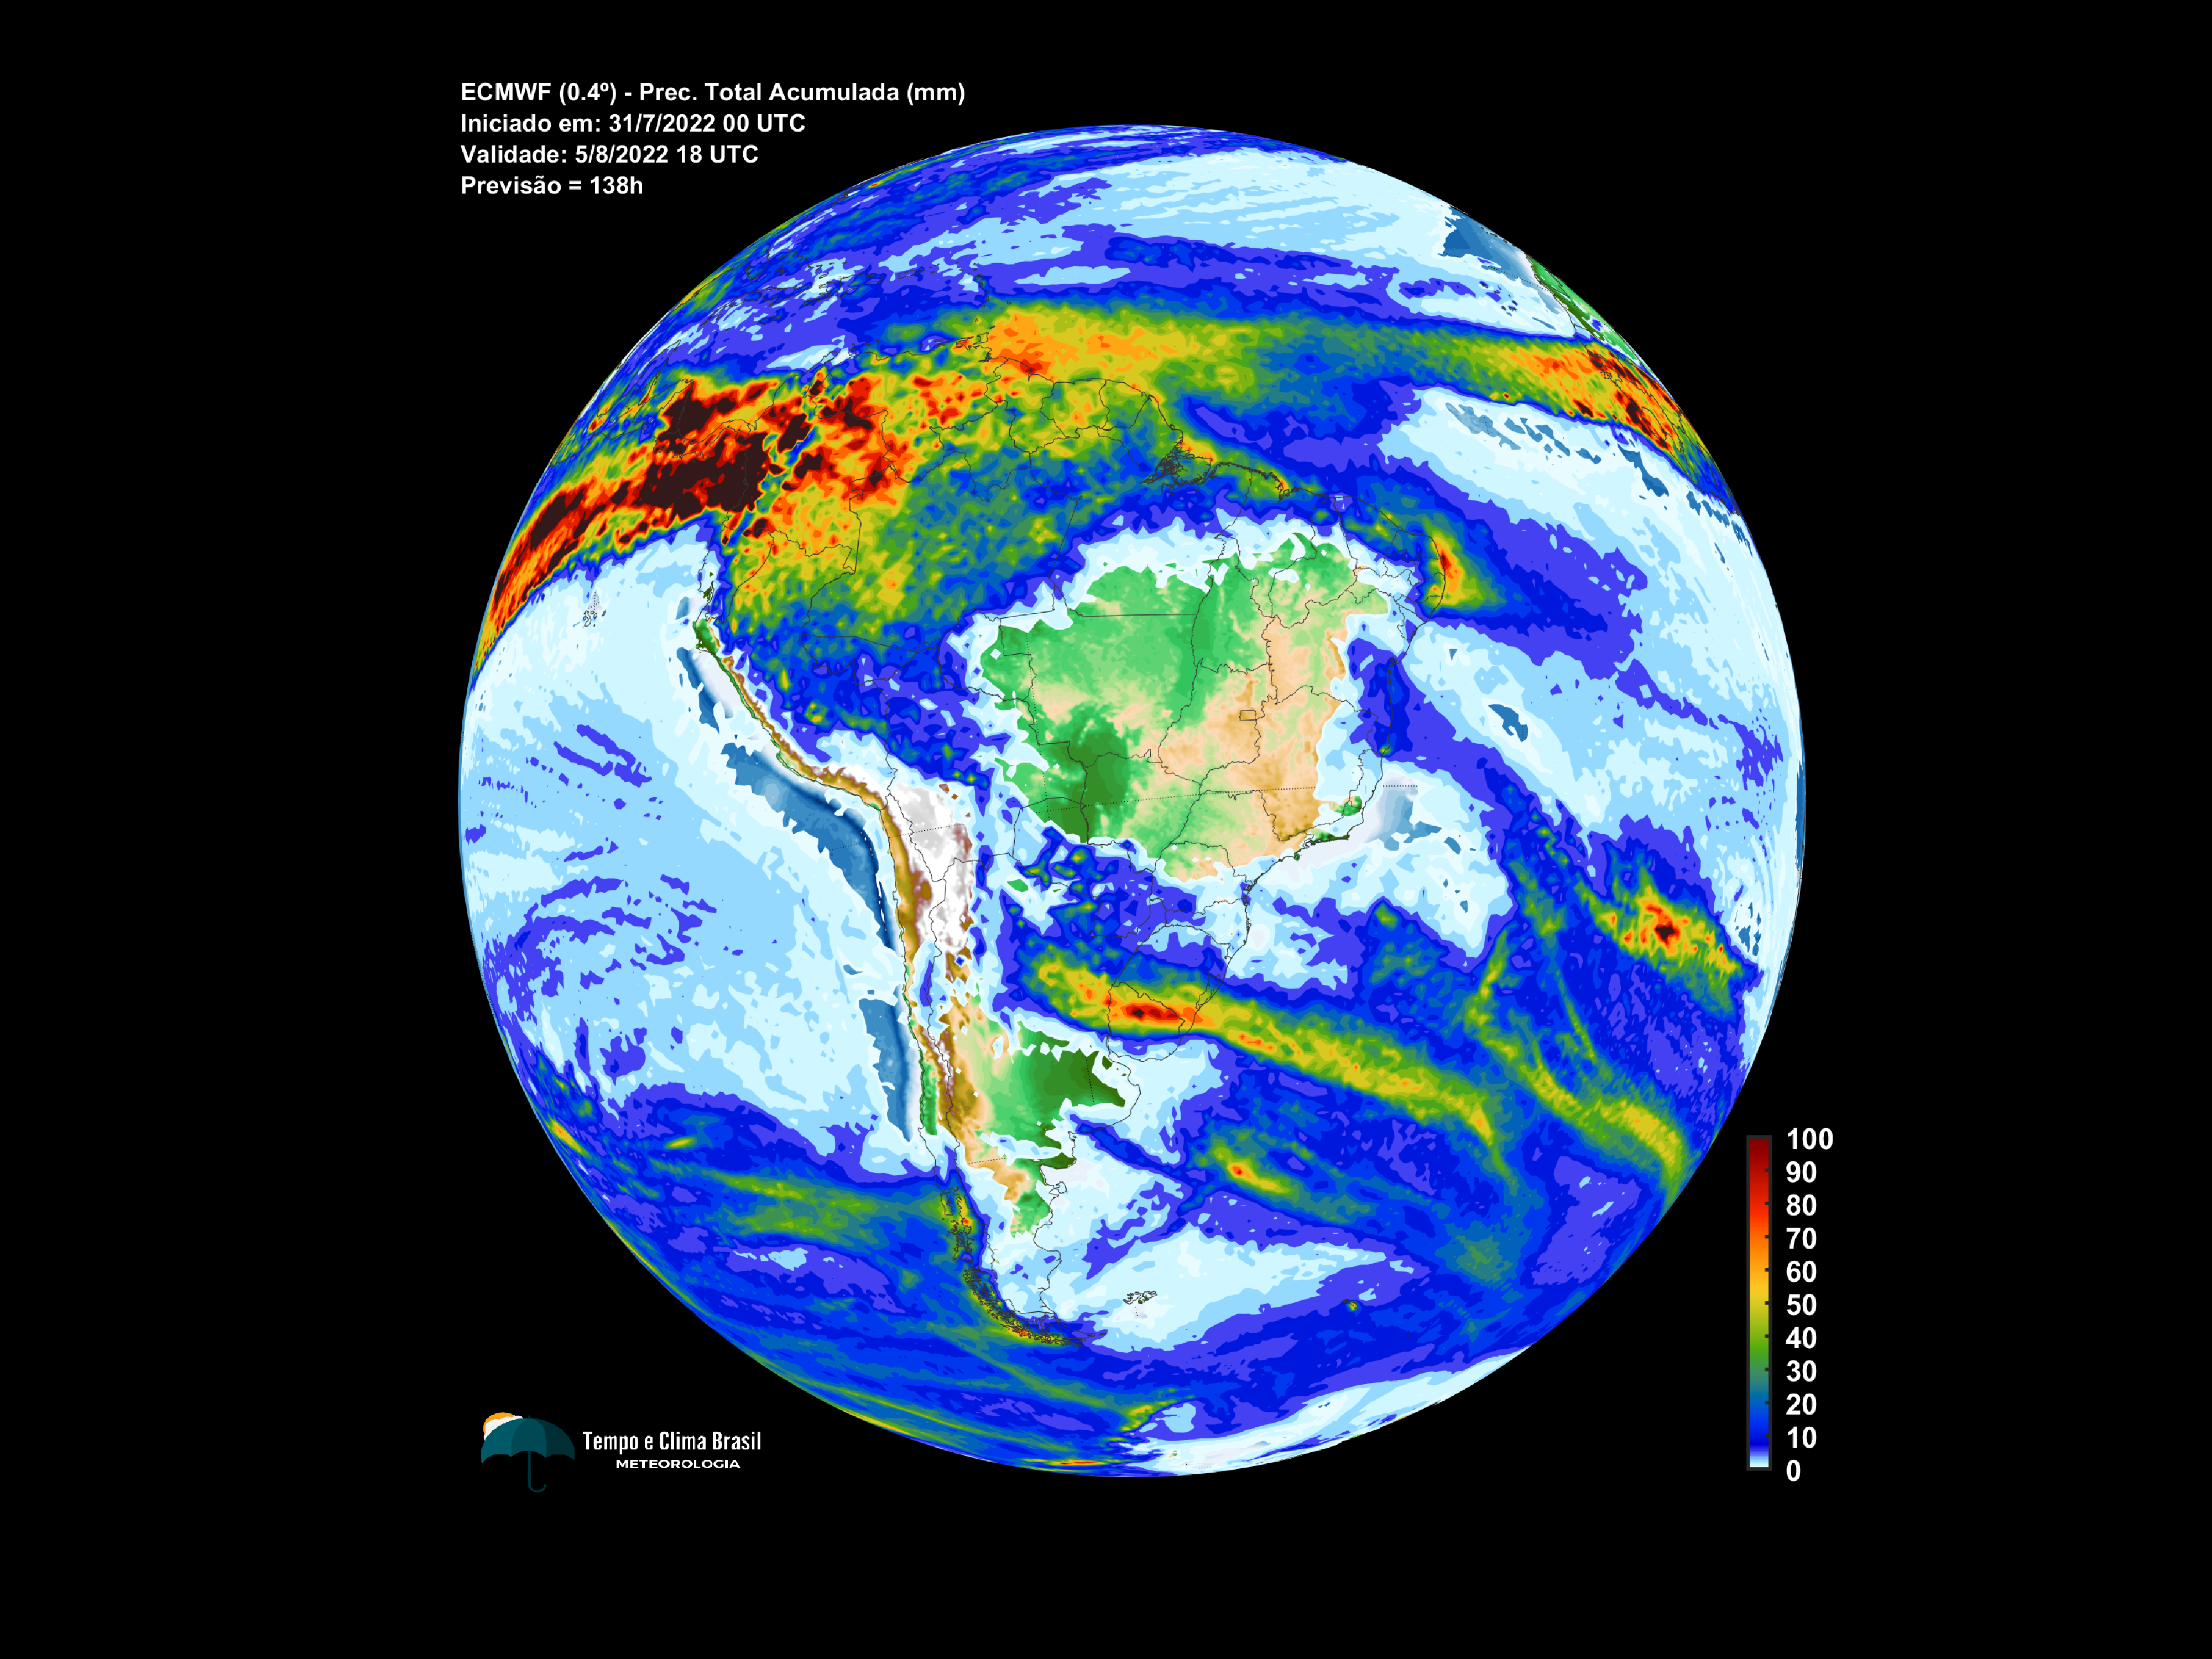 ECMWF (0.4º) - Prec. Total Acumulada (mm)
Iniciado em: 31/7/2022 00 UTC
Validade: 5/8/2022 18 UTC
Previsão = 138h
100
90
80
70
60
50
40
30
20
10
0
Tempo e Clima Brasil
METEOROLOGIA